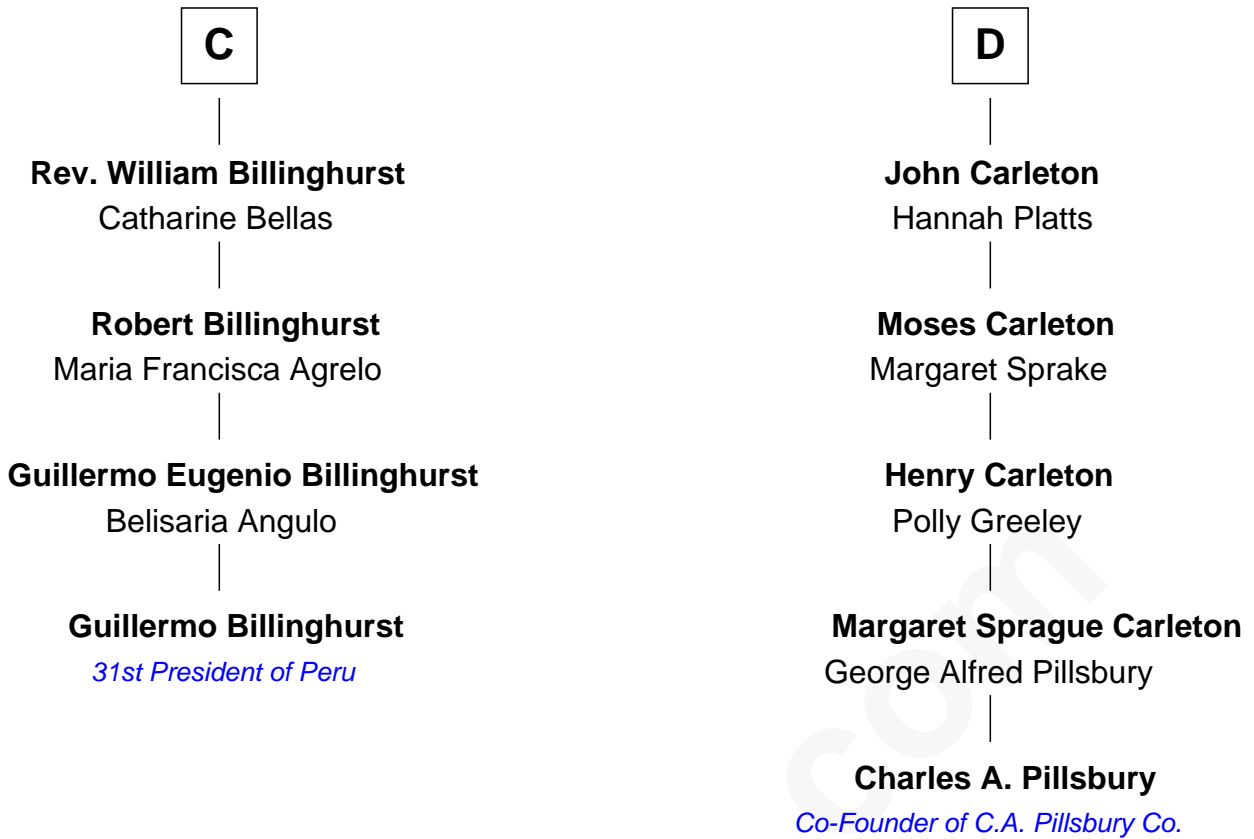 C
Rev. William Billinghurst
Catharine Bellas
Robert Billinghurst
Maria Francisca Agrelo
Guillermo Eugenio Billinghurst
Belisaria Angulo
Guillermo Billinghurst
31st President of Peru
D
John Carleton
Hannah Platts
Moses Carleton
Margaret Sprake
Henry Carleton
Polly Greeley
Margaret Sprague Carleton
George Alfred Pillsbury
Charles A. Pillsbury
Co-Founder of C.A. Pillsbury Co.
com